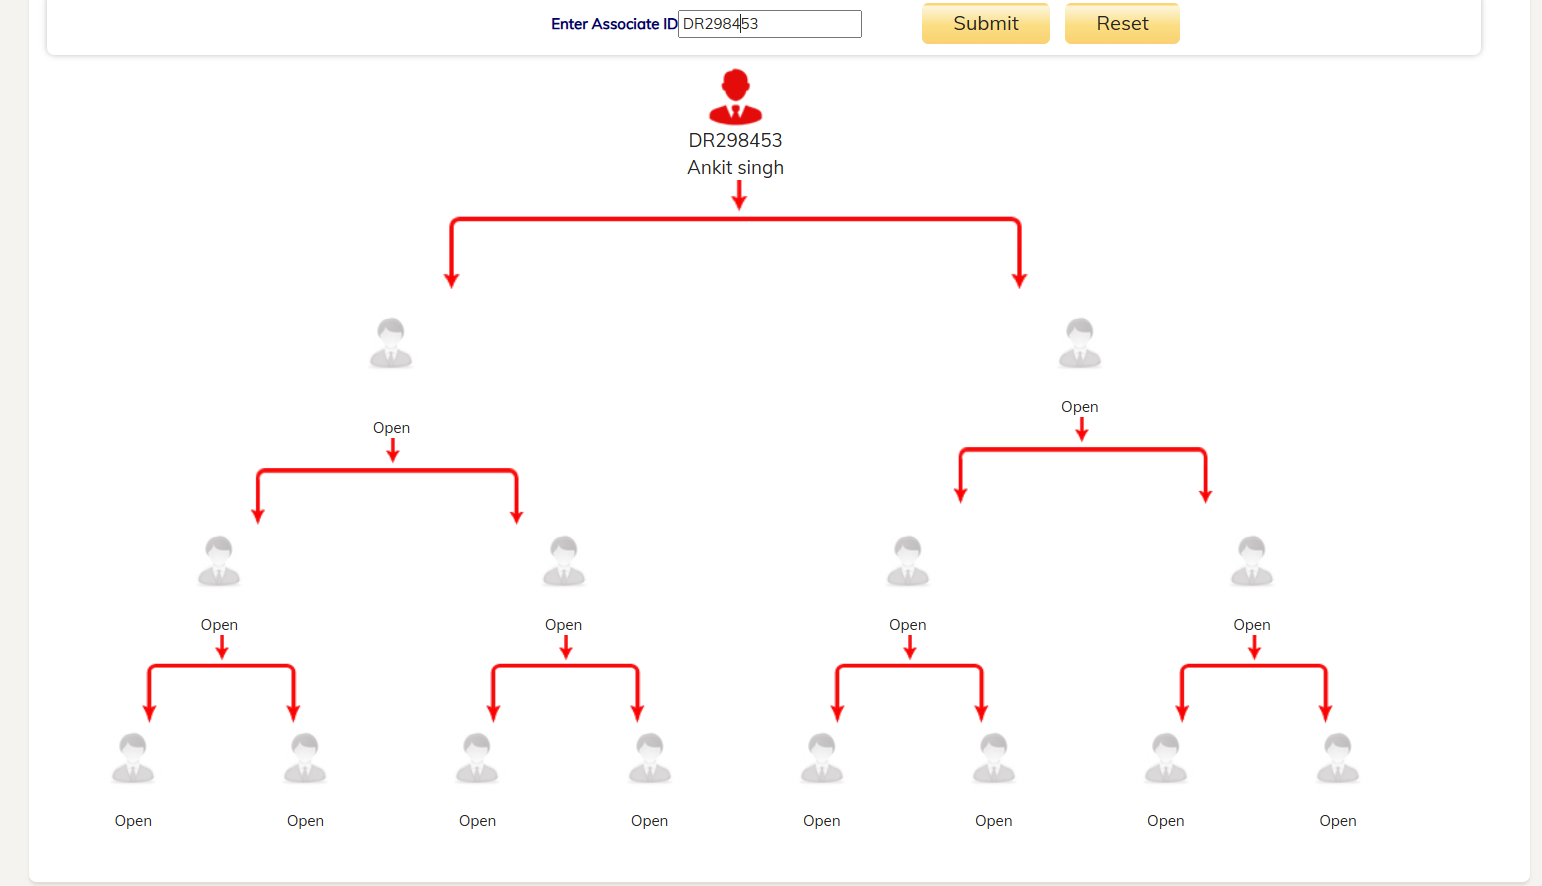 Enter Associate ID DR298453 Submit Reset
DR298453
Ankit singh
Open
Open
Open Open Open Open
Open Open Open Open Open Open Open Open